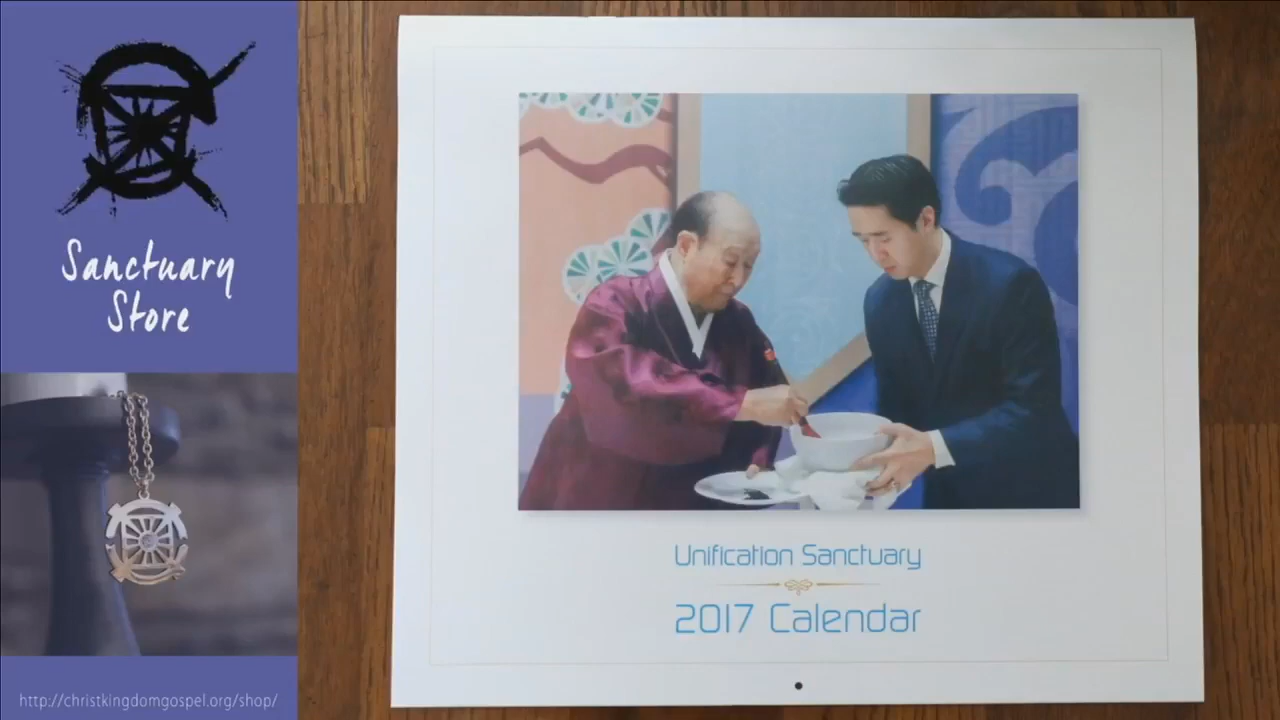 Sanctuary
Store
http://christkingdomgospel.org/shop/
Unification Sanctuary
2017 Calendar